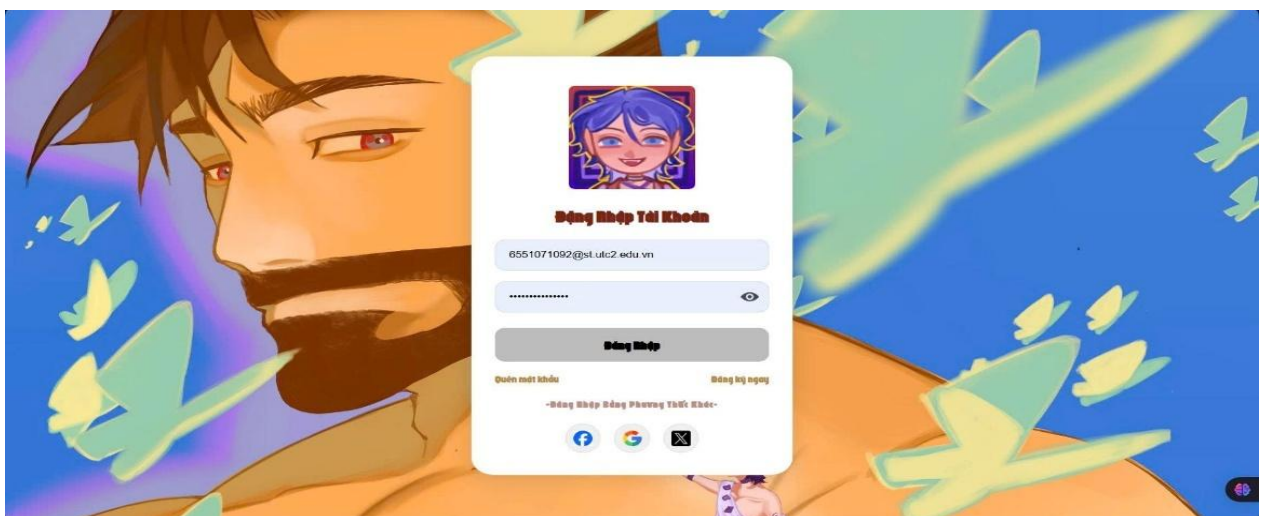 Đăng Nhập Tài Khoản
6551071092@st.utc2.edu.vn
Đăng Nhập
Quên mật khẩu
Đăng ký ngay
-Đăng Nhập Bằng Phương Thức Khác-